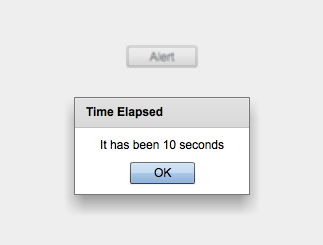 Alert
Time Elapsed
It has been 10 seconds
OK